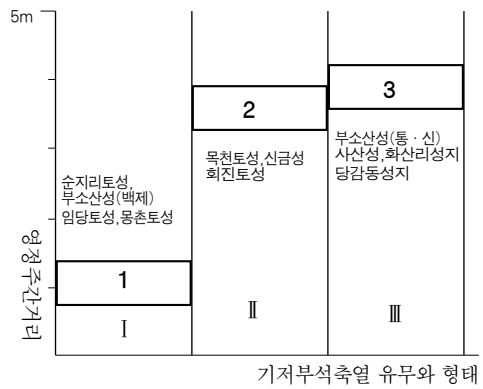 5m
3
2
부소산성(통·신)
사산성,화산리성지
당감동성지
목천토성,신금성
회진토성
순지리토성,
부소산성(백제)
임당토성,몽촌토성
영정주간거리
1
Ⅰ
Ⅱ
Ⅲ
기저부석축열 유무와 형태